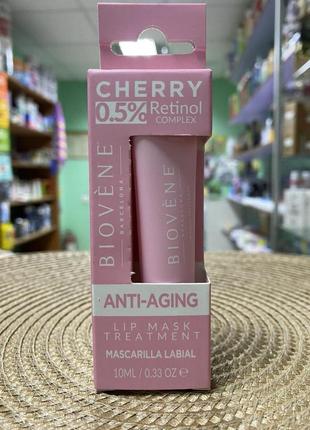 CHERRY
0.5% Retinol
COMPLEX
BIOVÈNE
BARCELONA
BIOVÈNE
ANTI-AGING
LIP MASK
TREATMENT
MASCARILLA LABIAL
10ML / 0.33 OZ ℮